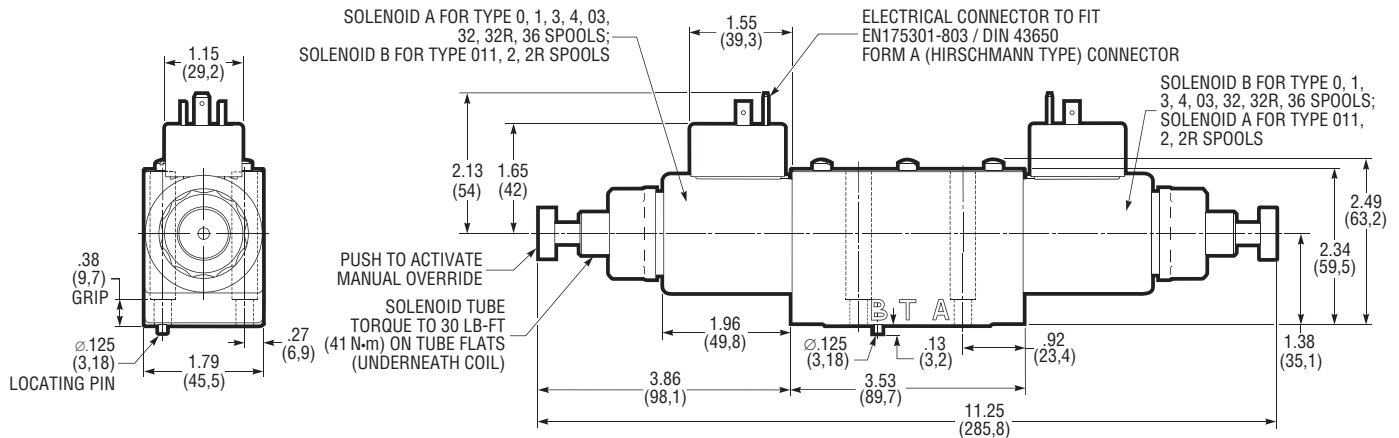 SOLENOID A FOR TYPE 0, 1, 3, 4, 03,
32, 32R, 36 SPOOLS;
SOLENOID B FOR TYPE 011, 2, 2R SPOOLS
1.55
(39,3)
ELECTRICAL CONNECTOR TO FIT
EN175301-803 / DIN 43650
FORM A (HIRSCHMANN TYPE) CONNECTOR
1.15
(29,2)
SOLENOID B FOR TYPE 0, 1,
3, 4, 03, 32, 32R, 36 SPOOLS;
SOLENOID A FOR TYPE 011,
2, 2R SPOOLS
2.13
(54)
1.65
(42)
2.49
(63,2)
2.34
(59,5)
.38
(9,7)
GRIP
PUSH TO ACTIVATE
MANUAL OVERRIDE
SOLENOID TUBE
TORQUE TO 30 LB-FT
(41 N•m) ON TUBE FLATS
(UNDERNEATH COIL)
B T A
1.96
(49,8)
⌀.125
(3,18)
.13
(3,2)
.92
(23,4)
1.38
(35,1)
⌀.125
(3,18)
LOCATING PIN
1.79
(45,5)
.27
(6,9)
3.86
(98,1)
3.53
(89,7)
11.25
(285,8)